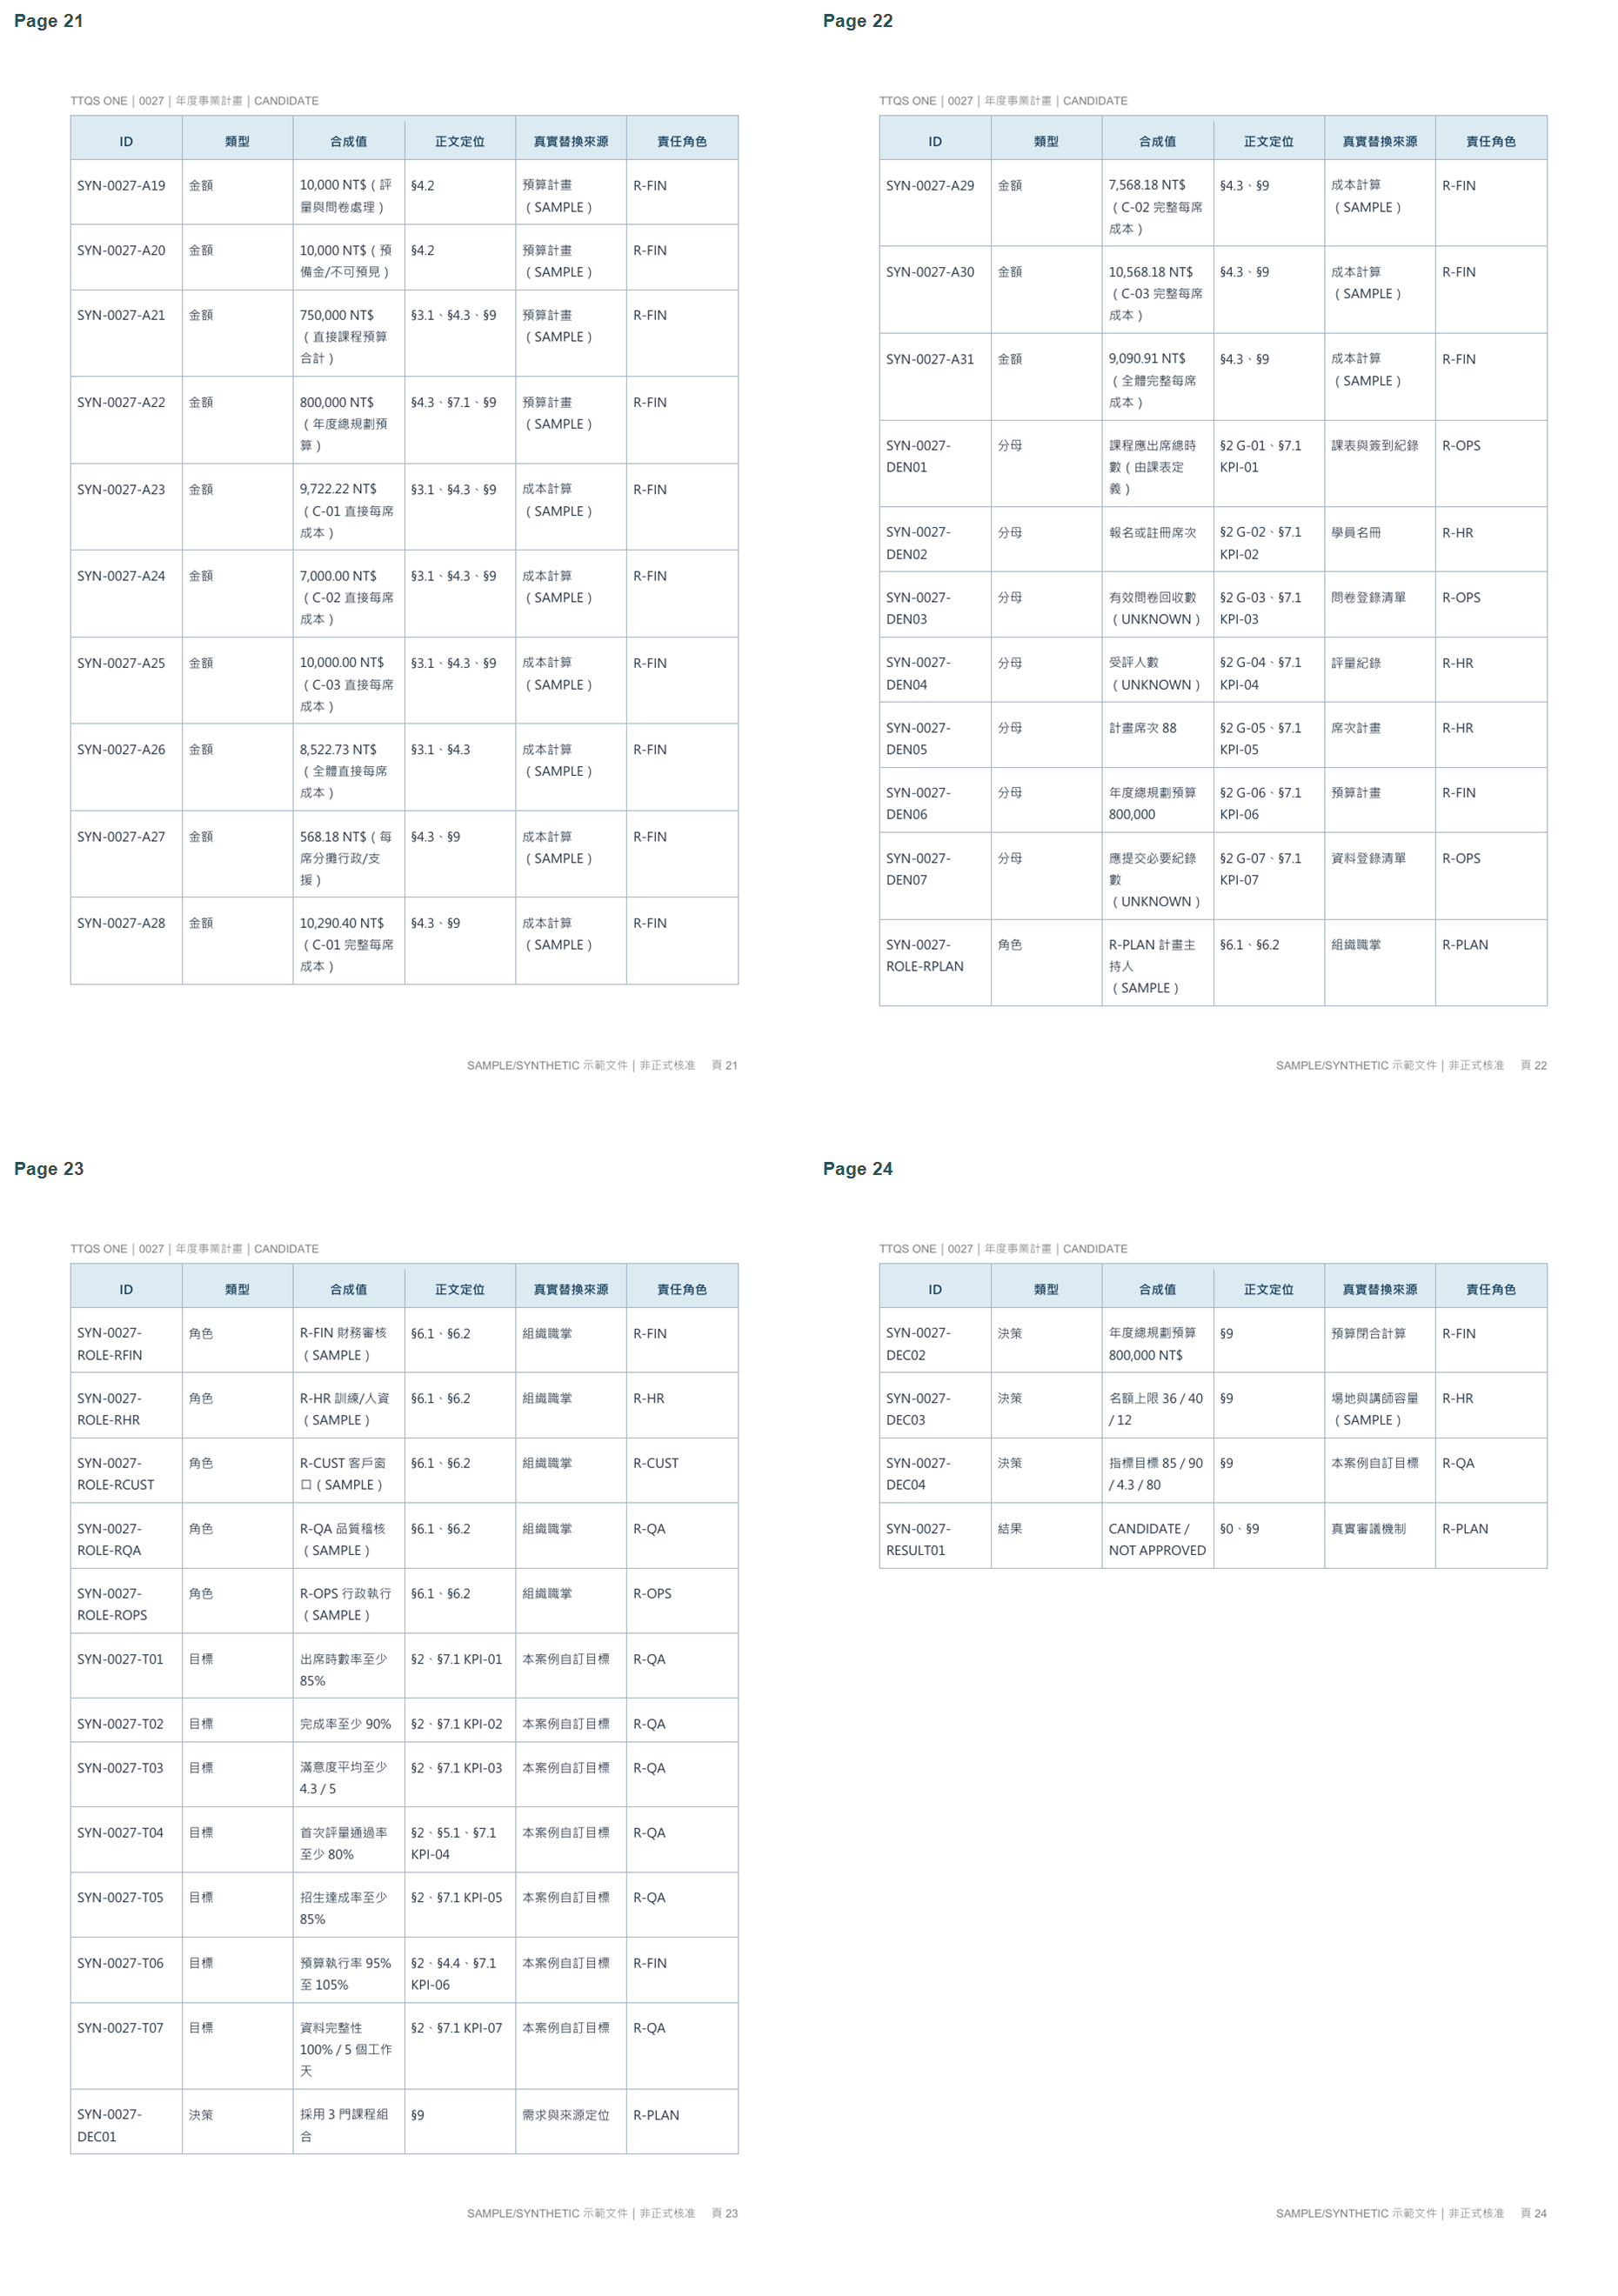 Page 21
TTQS ONE | 0027 | 年度事業計畫 | CANDIDATE
ID 類型 合成值 正文定位 真實替換來源 責任角色
SYN-0027-A19 金額 10,000 NT$（評 §4.2 預算計畫 R-FIN
量與問卷處理） （SAMPLE）
SYN-0027-A20 金額 10,000 NT$（預 §4.2 預算計畫 R-FIN
備金/不可預見） （SAMPLE）
SYN-0027-A21 金額 750,000 NT$ §3.1、§4.3、§9 預算計畫 R-FIN
（直接課程預算 （SAMPLE）
合計）
SYN-0027-A22 金額 800,000 NT$ §4.3、§7.1、§9 預算計畫 R-FIN
（年度總規劃預 （SAMPLE）
算）
SYN-0027-A23 金額 9,722.22 NT$ §3.1、§4.3、§9 成本計算 R-FIN
（C-01 直接每席 （SAMPLE）
成本）
SYN-0027-A24 金額 7,000.00 NT$ §3.1、§4.3、§9 成本計算 R-FIN
（C-02 直接每席 （SAMPLE）
成本）
SYN-0027-A25 金額 10,000.00 NT$ §3.1、§4.3、§9 成本計算 R-FIN
（C-03 直接每席 （SAMPLE）
成本）
SYN-0027-A26 金額 8,522.73 NT$ §3.1、§4.3 成本計算 R-FIN
（全體直接每席 （SAMPLE）
成本）
SYN-0027-A27 金額 568.18 NT$（每 §4.3、§9 成本計算 R-FIN
席分攤行政/支 （SAMPLE）
援）
SYN-0027-A28 金額 10,290.40 NT$ §4.3、§9 成本計算 R-FIN
（C-01 完整每席 （SAMPLE）
成本）
SAMPLE/SYNTHETIC 示範文件 | 非正式核准 頁 21
Page 22
TTQS ONE | 0027 | 年度事業計畫 | CANDIDATE
ID 類型 合成值 正文定位 真實替換來源 責任角色
SYN-0027-A29 金額 7,568.18 NT$ §4.3、§9 成本計算 R-FIN
（C-02 完整每席 （SAMPLE）
成本）
SYN-0027-A30 金額 10,568.18 NT$ §4.3、§9 成本計算 R-FIN
（C-03 完整每席 （SAMPLE）
成本）
SYN-0027-A31 金額 9,090.91 NT$ §4.3、§9 成本計算 R-FIN
（全體完整每席 （SAMPLE）
成本）
SYN-0027- 分母 課程應出席總時 §2 G-01、§7.1 課表與簽到紀錄 R-OPS
DEN01 數（由課表定 KPI-01
義）
SYN-0027- 分母 報名或註冊席次 §2 G-02、§7.1 學員名冊 R-HR
DEN02 KPI-02
SYN-0027- 分母 有效問卷回收數 §2 G-03、§7.1 問卷登錄清單 R-OPS
DEN03 （UNKNOWN） KPI-03
SYN-0027- 分母 受評人數 §2 G-04、§7.1 評量紀錄 R-HR
DEN04 （UNKNOWN） KPI-04
SYN-0027- 分母 計畫席次 88 §2 G-05、§7.1 席次計畫 R-HR
DEN05 KPI-05
SYN-0027- 分母 年度總規劃預算 §2 G-06、§7.1 預算計畫 R-FIN
DEN06 800,000 KPI-06
SYN-0027- 分母 應提交必要紀錄 §2 G-07、§7.1 資料登錄清單 R-OPS
DEN07 數 KPI-07
（UNKNOWN）
SYN-0027- 角色 R-PLAN 計畫主 §6.1、§6.2 組織職掌 R-PLAN
ROLE-RPLAN 持人
（SAMPLE）
SAMPLE/SYNTHETIC 示範文件 | 非正式核准 頁 22
Page 23
TTQS ONE | 0027 | 年度事業計畫 | CANDIDATE
ID 類型 合成值 正文定位 真實替換來源 責任角色
SYN-0027- 角色 R-FIN 財務審核 §6.1、§6.2 組織職掌 R-FIN
ROLE-RFIN （SAMPLE）
SYN-0027- 角色 R-HR 訓練/人資 §6.1、§6.2 組織職掌 R-HR
ROLE-RHR （SAMPLE）
SYN-0027- 角色 R-CUST 客戶窗 §6.1、§6.2 組織職掌 R-CUST
ROLE-RCUST 口（SAMPLE）
SYN-0027- 角色 R-QA 品質稽核 §6.1、§6.2 組織職掌 R-QA
ROLE-RQA （SAMPLE）
SYN-0027- 角色 R-OPS 行政執行 §6.1、§6.2 組織職掌 R-OPS
ROLE-ROPS （SAMPLE）
SYN-0027-T01 目標 出席時數率至少 §2、§7.1 KPI-01 本案例自訂目標 R-QA
85%
SYN-0027-T02 目標 完成率至少 90% §2、§7.1 KPI-02 本案例自訂目標 R-QA
SYN-0027-T03 目標 滿意度平均至少 §2、§7.1 KPI-03 本案例自訂目標 R-QA
4.3 / 5
SYN-0027-T04 目標 首次評量通過率 §2、§5.1、§7.1 本案例自訂目標 R-QA
至少 80% KPI-04
SYN-0027-T05 目標 招生達成率至少 §2、§7.1 KPI-05 本案例自訂目標 R-QA
85%
SYN-0027-T06 目標 預算執行率 95% §2、§4.4、§7.1 本案例自訂目標 R-FIN
至 105% KPI-06
SYN-0027-T07 目標 資料完整性 §2、§7.1 KPI-07 本案例自訂目標 R-QA
100% / 5 個工作
天
SYN-0027- 決策 採用 3 門課程組 §9 需求與來源定位 R-PLAN
DEC01 合
SAMPLE/SYNTHETIC 示範文件 | 非正式核准 頁 23
Page 24
TTQS ONE | 0027 | 年度事業計畫 | CANDIDATE
ID 類型 合成值 正文定位 真實替換來源 責任角色
SYN-0027- 決策 年度總規劃預算 §9 預算閉合計算 R-FIN
DEC02 800,000 NT$
SYN-0027- 決策 名額上限 36 / 40 §9 場地與講師容量 R-HR
DEC03 / 12 （SAMPLE）
SYN-0027- 決策 指標目標 85 / 90 §9 本案例自訂目標 R-QA
DEC04 / 4.3 / 80
SYN-0027- 結果 CANDIDATE / §0、§9 真實審議機制 R-PLAN
RESULT01 NOT APPROVED
SAMPLE/SYNTHETIC 示範文件 | 非正式核准 頁 24